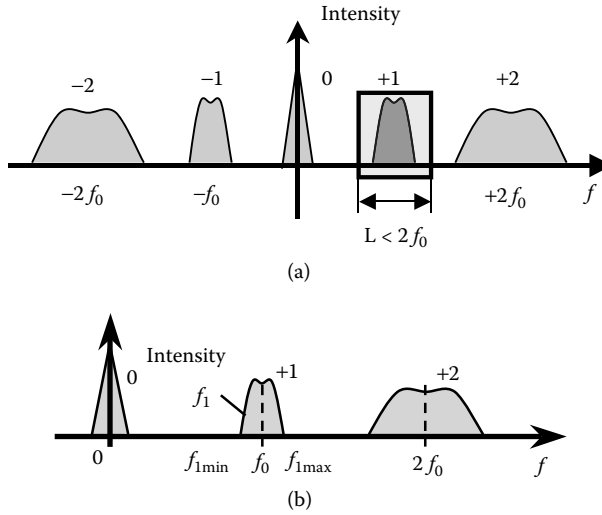 Intensity
−2 −1 0 +1 +2
−2f₀ −f₀ +2f₀ f
L < 2f₀
(a)
Intensity
0 +1 +2
f₁
0 f₁min f₀ f₁max 2f₀ f
(b)